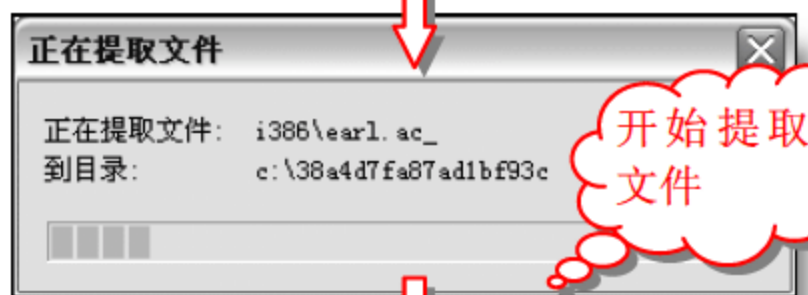 正在提取文件
正在提取文件: i386\earl.ac_
到目录: c:\38a4d7fa87ad1bf93c
开始提取
文件